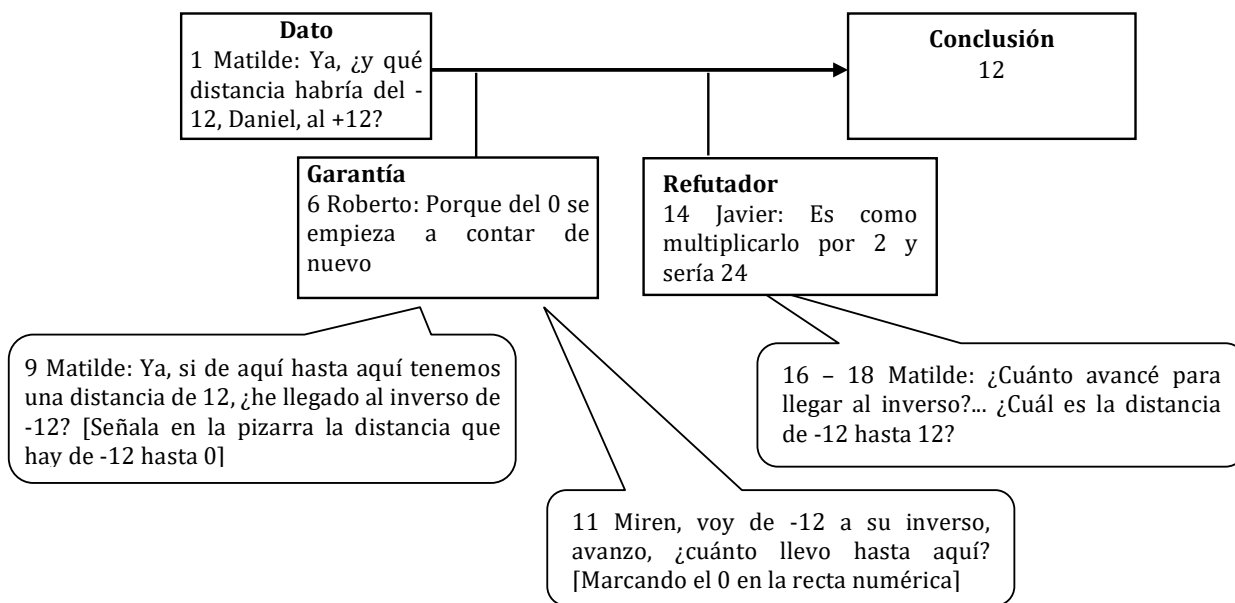 Dato
1 Matilde: Ya, ¿y qué
distancia habría del -
12, Daniel, al +12?
Conclusión
12
Garantía
6 Roberto: Porque del 0 se
empieza a contar de
nuevo
Refutador
14 Javier: Es como
multiplicarlo por 2 y
sería 24
9 Matilde: Ya, si de aquí hasta aquí tenemos
una distancia de 12, ¿he llegado al inverso de
-12? [Señala en la pizarra la distancia que
hay de -12 hasta 0]
16 – 18 Matilde: ¿Cuánto avancé para
llegar al inverso?... ¿Cuál es la distancia
de -12 hasta 12?
11 Miren, voy de -12 a su inverso,
avanzo, ¿cuánto llevo hasta aquí?
[Marcando el 0 en la recta numérica]